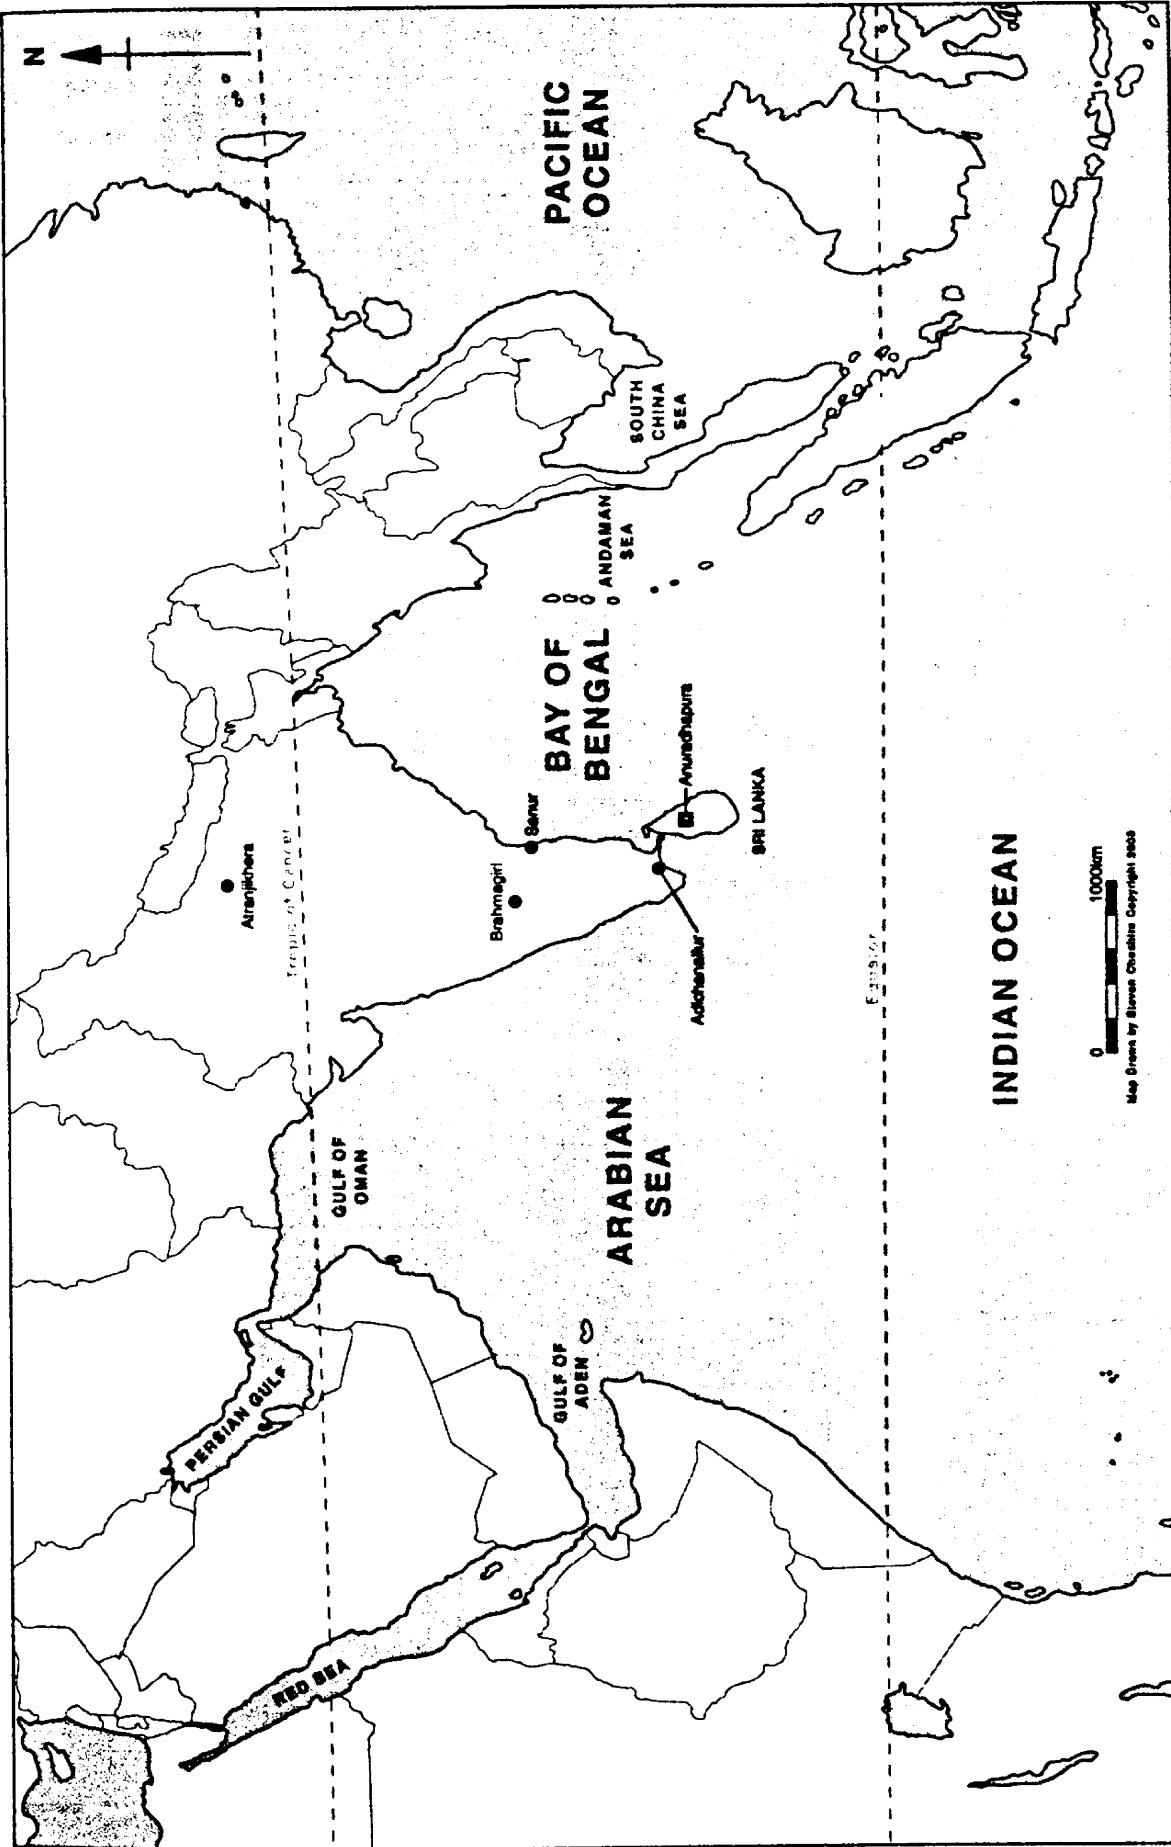 N
PACIFIC
OCEAN
SOUTH
CHINA
SEA
ANDAMAN
SEA
BAY OF
BENGAL
Atranjikhera
Tropic of Cancer
Senur
Brahmagiri
Anuradhapura
SRI LANKA
Adichanallur
Equator
INDIAN OCEAN
0 1000km
Map Drawn by Steven Cheshire Copyright
ARABIAN
SEA
GULF OF
OMAN
PERSIAN GULF
GULF OF
ADEN
RED SEA